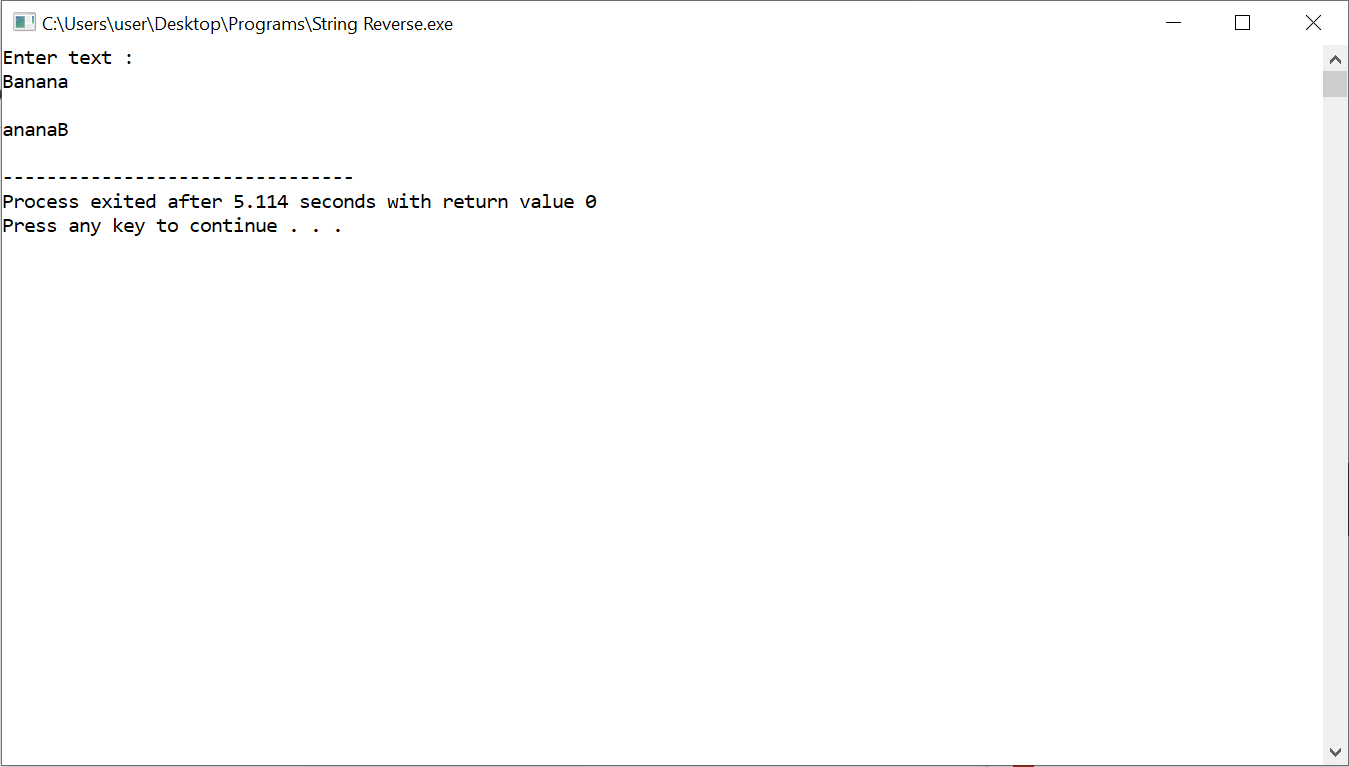 C:\Users\user\Desktop\Programs\String Reverse.exe
Enter text :
Banana
ananaB
--------------------------------
Process exited after 5.114 seconds with return value 0
Press any key to continue . . .